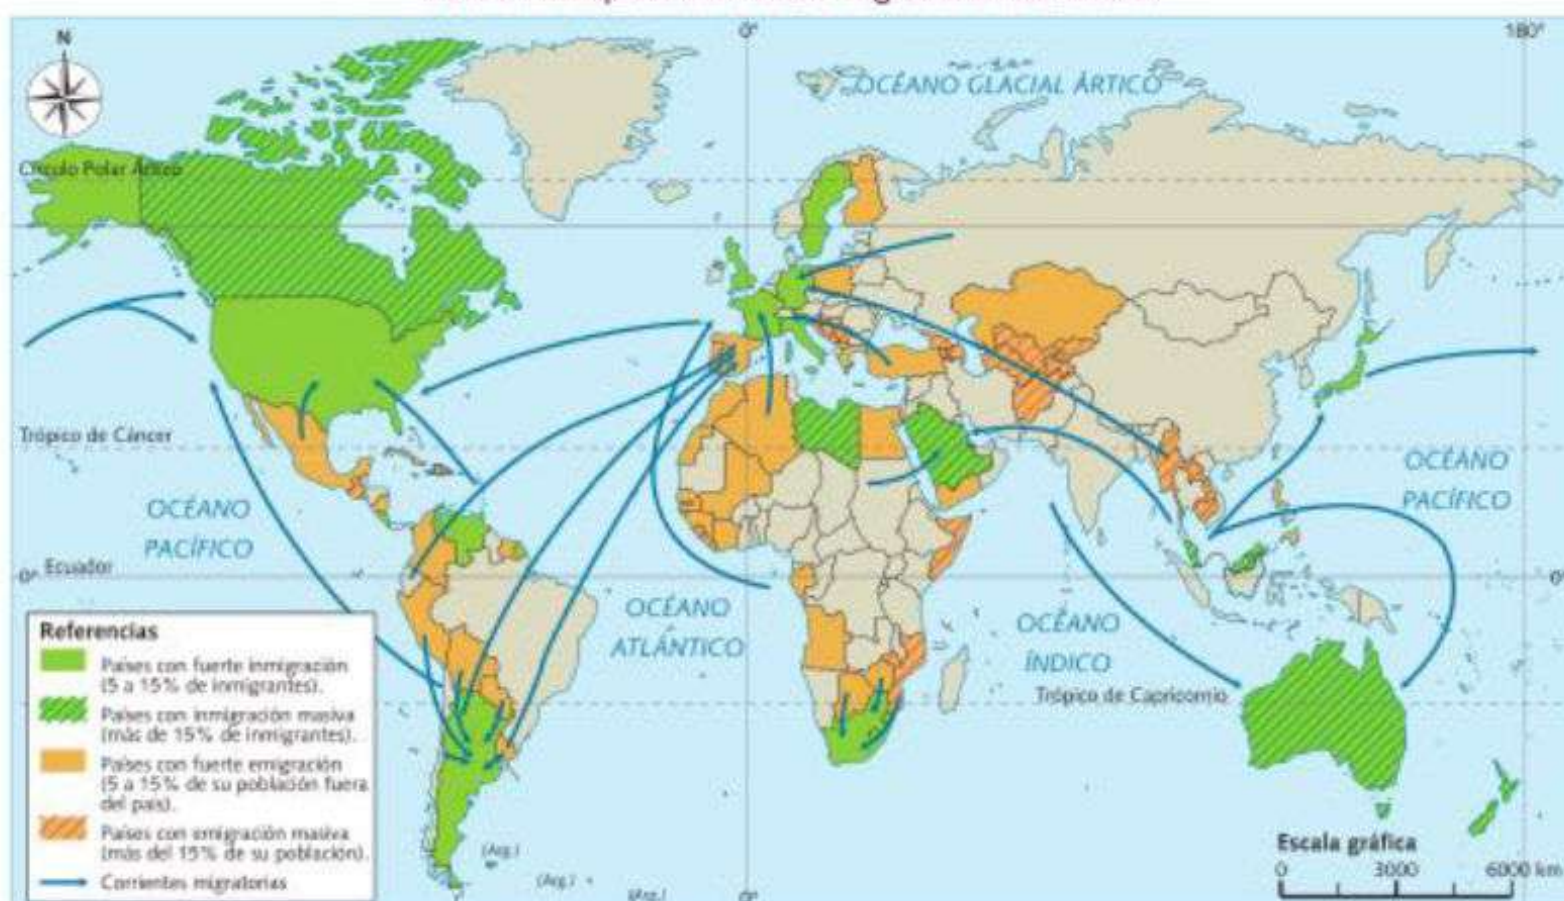 N
0°
180°
OCÉANO GLACIAL ÁRTICO
Círculo Polar Ártico
Trópico de Cáncer
OCÉANO
PACÍFICO
OCÉANO
PACÍFICO
0° Ecuador
0°
OCÉANO
ATLÁNTICO
OCÉANO
ÍNDICO
Trópico de Capricornio
Referencias
Países con fuerte inmigración
(5 a 15% de inmigrantes).
Países con inmigración masiva
(más de 15% de inmigrantes).
Países con fuerte emigración
(5 a 15% de su población fuera
del país).
Países con emigración masiva
(más del 15% de su población).
Corrientes migratorias
(Arg.)
(Arg.)
(Arg.)
0°
Escala gráfica
0 3000 6000 km